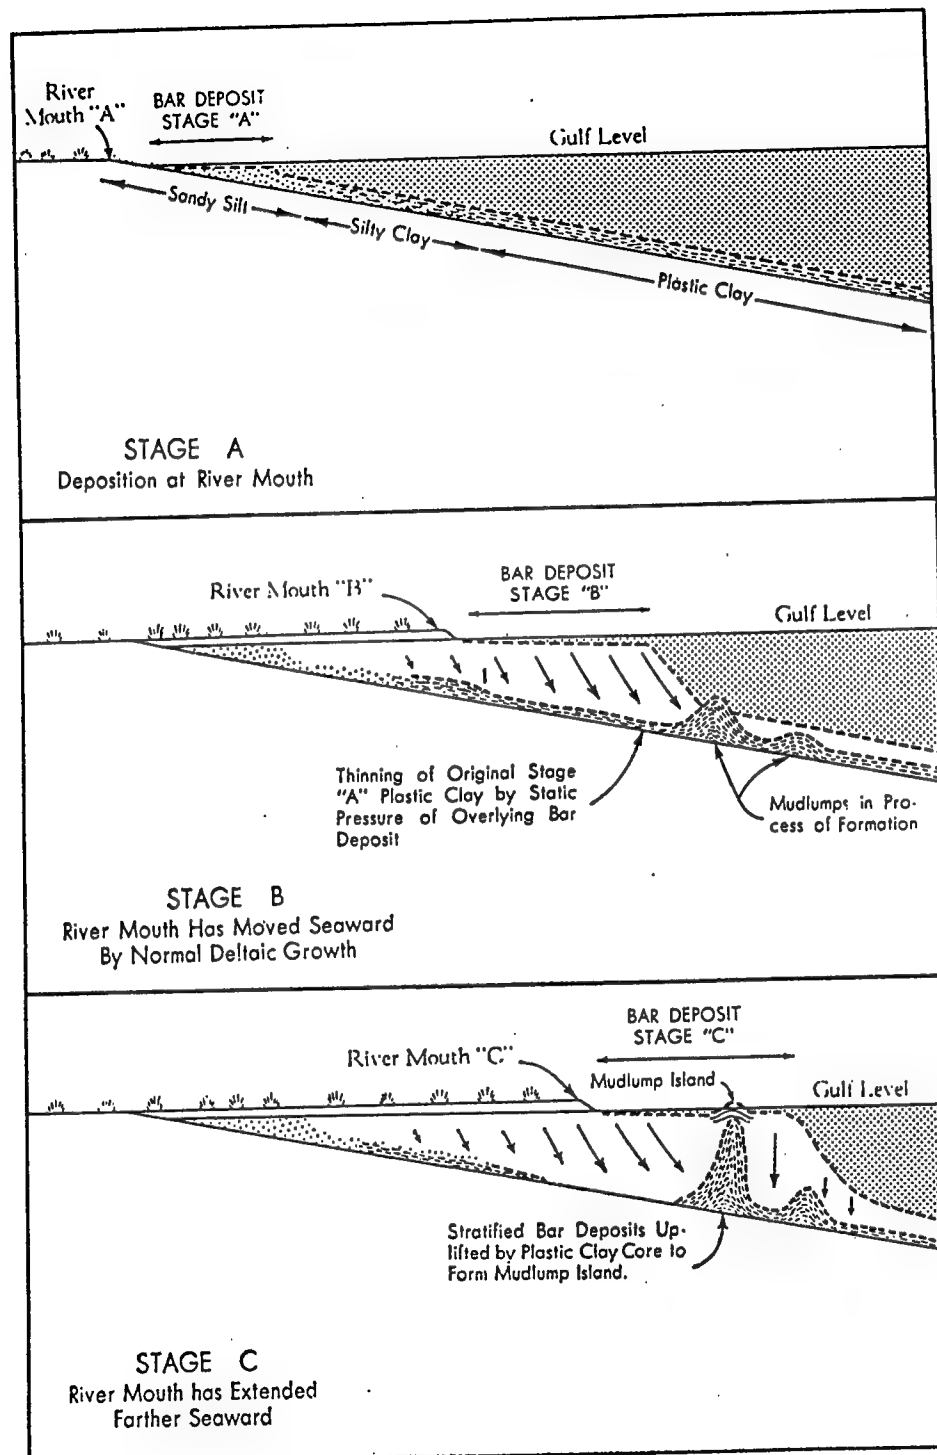 River
Mouth "A"
BAR DEPOSIT
STAGE "A"
Gulf Level
Sandy Silt
Silty Clay
Plastic Clay
STAGE A
Deposition at River Mouth
River Mouth "B"
BAR DEPOSIT
STAGE "B"
Gulf Level
Thinning of Original Stage
"A" Plastic Clay by Static
Pressure of Overlying Bar
Deposit
Mudlumps in Pro-
cess of Formation
STAGE B
River Mouth Has Moved Seaward
By Normal Deltaic Growth
BAR DEPOSIT
STAGE "C"
River Mouth "C"
Mudlump Island
Gulf Level
Stratified Bar Deposits Up-
lifted by Plastic Clay Core to
Form Mudlump Island.
STAGE C
River Mouth has Extended
Farther Seaward